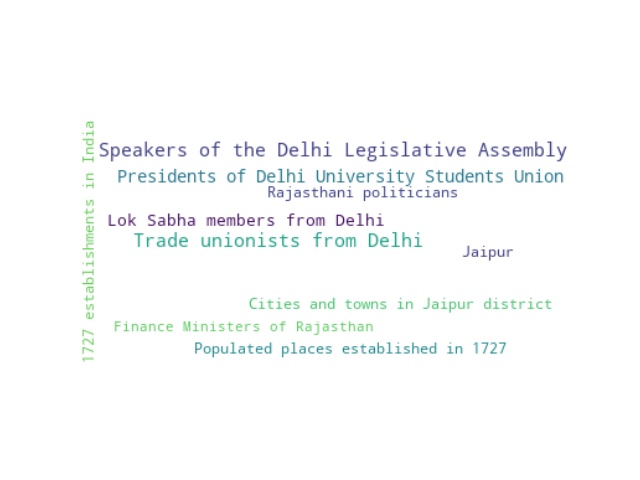 Speakers of the Delhi Legislative Assembly
Presidents of Delhi University Students Union
Rajasthani politicians
Lok Sabha members from Delhi
Trade unionists from Delhi
Jaipur
Cities and towns in Jaipur district
Finance Ministers of Rajasthan
Populated places established in 1727
1727 establishments in India